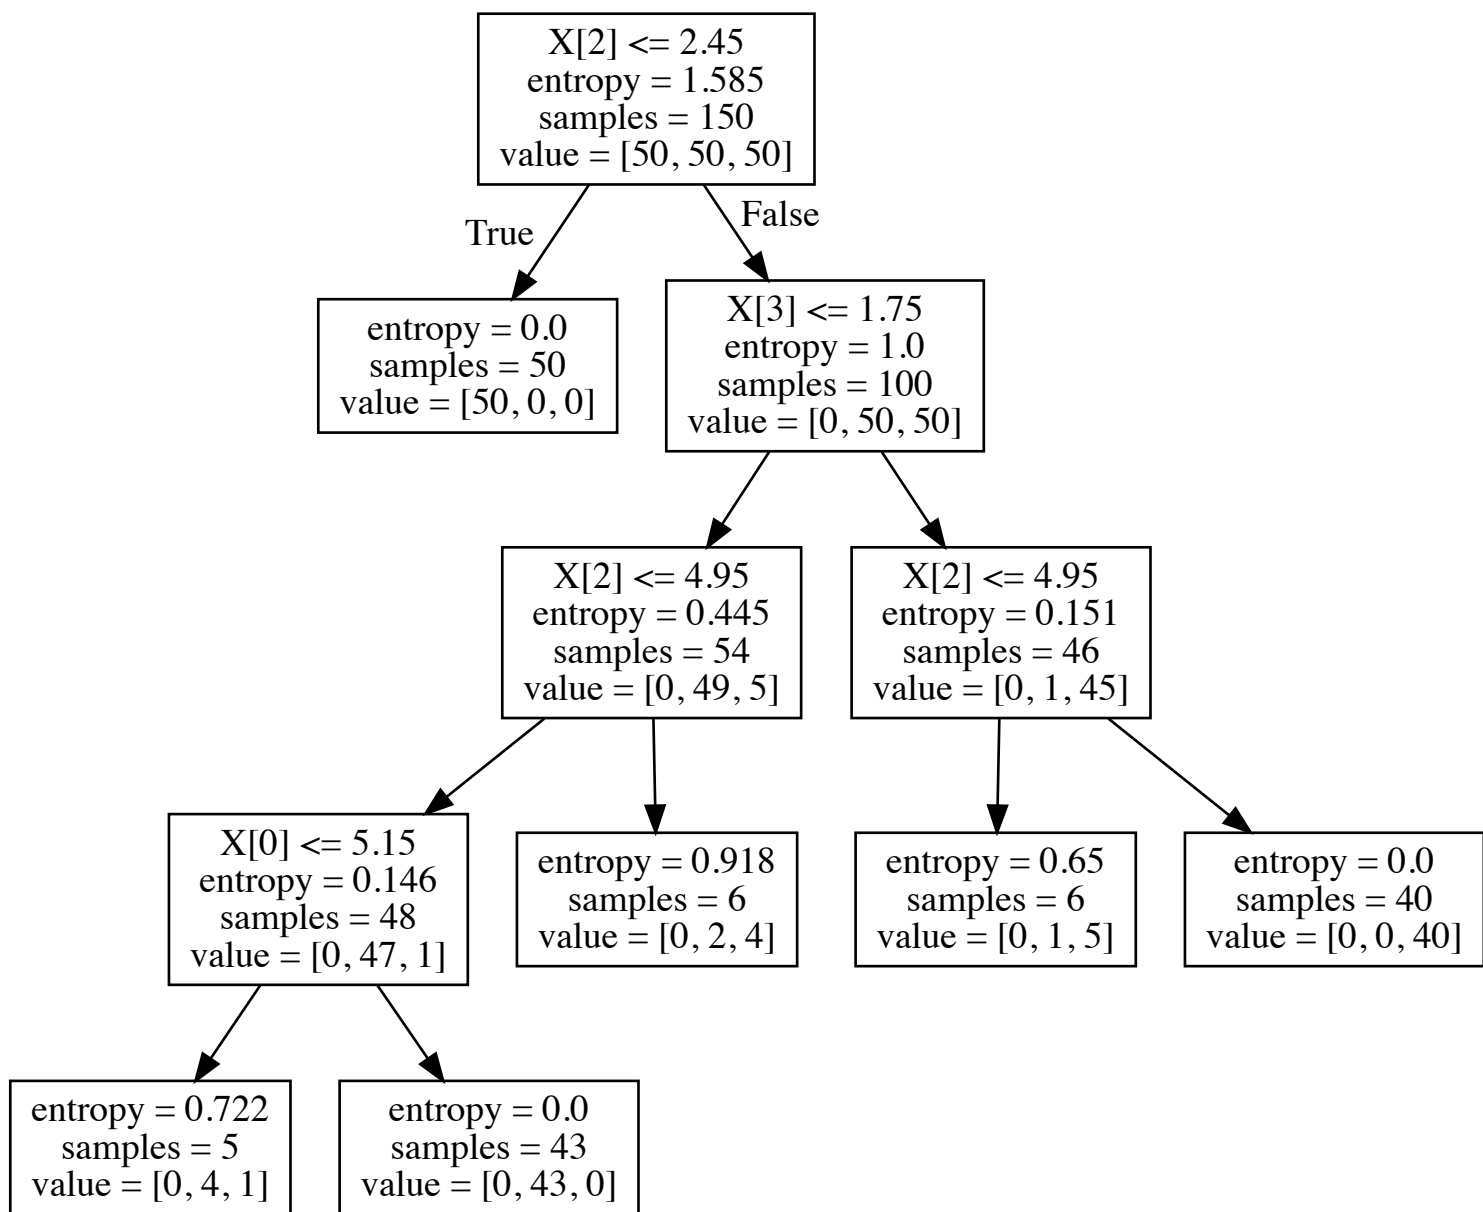 X[2] <= 2.45
entropy = 1.585
samples = 150
value = [50, 50, 50]
True
False
entropy = 0.0
samples = 50
value = [50, 0, 0]
X[3] <= 1.75
entropy = 1.0
samples = 100
value = [0, 50, 50]
X[2] <= 4.95
entropy = 0.445
samples = 54
value = [0, 49, 5]
X[2] <= 4.95
entropy = 0.151
samples = 46
value = [0, 1, 45]
X[0] <= 5.15
entropy = 0.146
samples = 48
value = [0, 47, 1]
entropy = 0.918
samples = 6
value = [0, 2, 4]
entropy = 0.65
samples = 6
value = [0, 1, 5]
entropy = 0.0
samples = 40
value = [0, 0, 40]
entropy = 0.722
samples = 5
value = [0, 4, 1]
entropy = 0.0
samples = 43
value = [0, 43, 0]